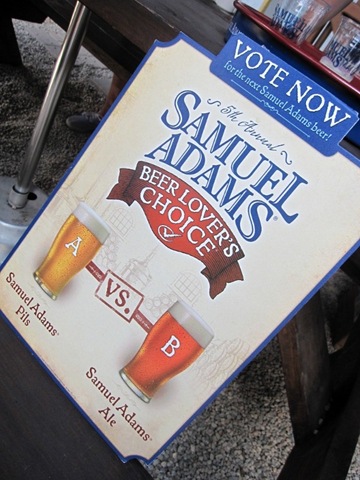 VOTE NOW
for the next Samuel Adams beer!
5th Annual
SAMUEL
ADAMS®
BEER LOVER'S
CHOICE
A
VS.
B
Samuel Adams®
Pils
Samuel Adams®
Ale